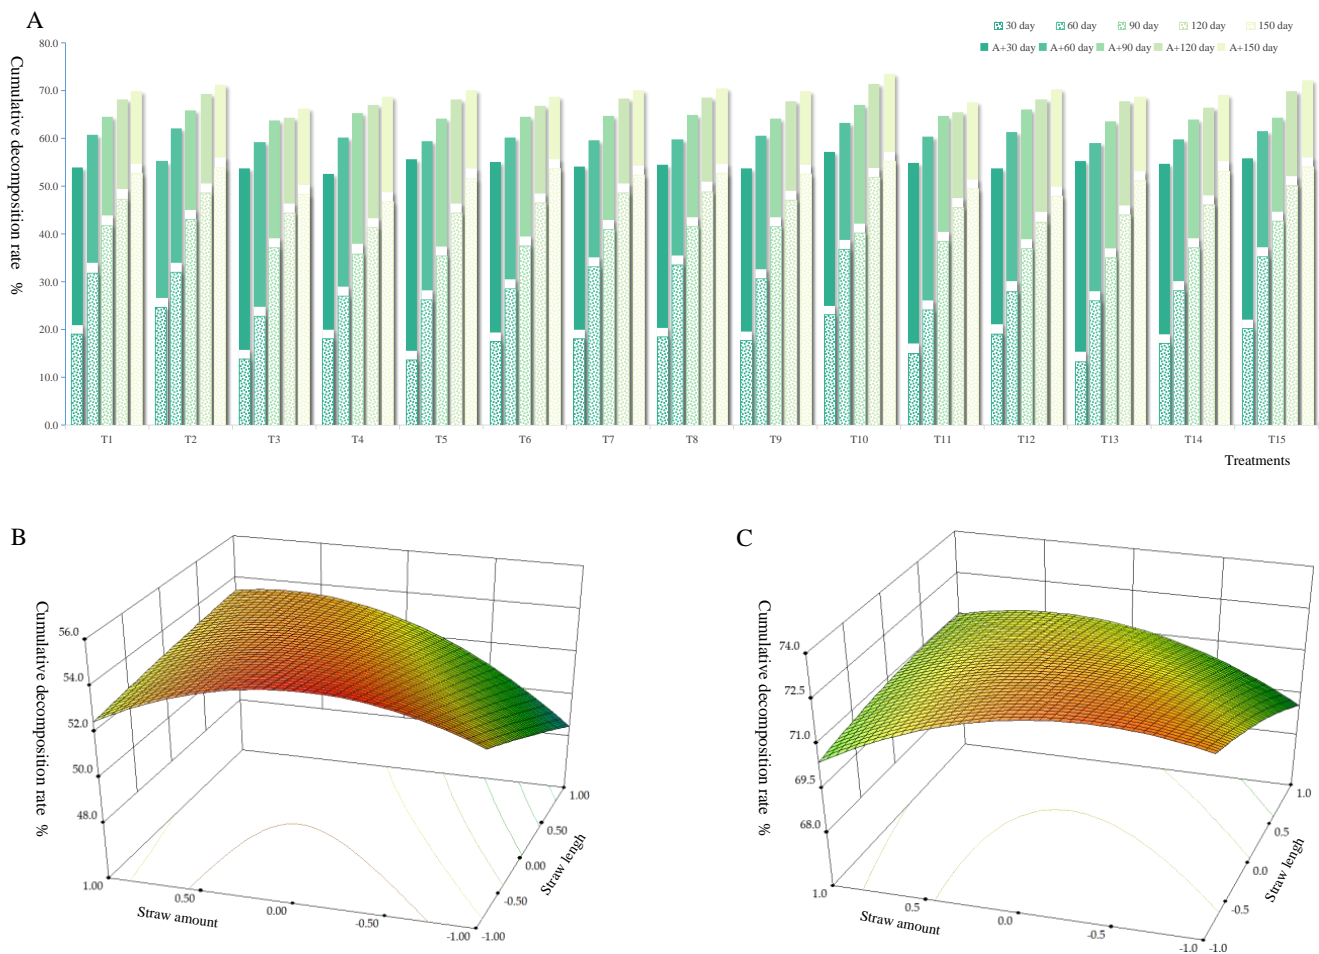 A
30 day 60 day 90 day 120 day 150 day
A+30 day A+60 day A+90 day A+120 day A+150 day
Cumulative decomposition rate %
80.0
70.0
60.0
50.0
40.0
30.0
20.0
10.0
0.0
T1 T2 T3 T4 T5 T6 T7 T8 T9 T10 T11 T12 T13 T14 T15
Treatments
B
Cumulative decomposition rate %
56.0
54.0
52.0
50.0
48.0
1.00
0.50
0.00
-0.50
-1.00
Straw amount
-1.00
-0.50
0.00
0.50
1.00
Straw lengh
C
Cumulative decomposition rate %
74.0
72.5
71.0
69.5
68.0
1.0
0.5
0.0
-0.5
-1.0
Straw amount
-1.0
-0.5
0.0
0.5
1.0
Straw lengh